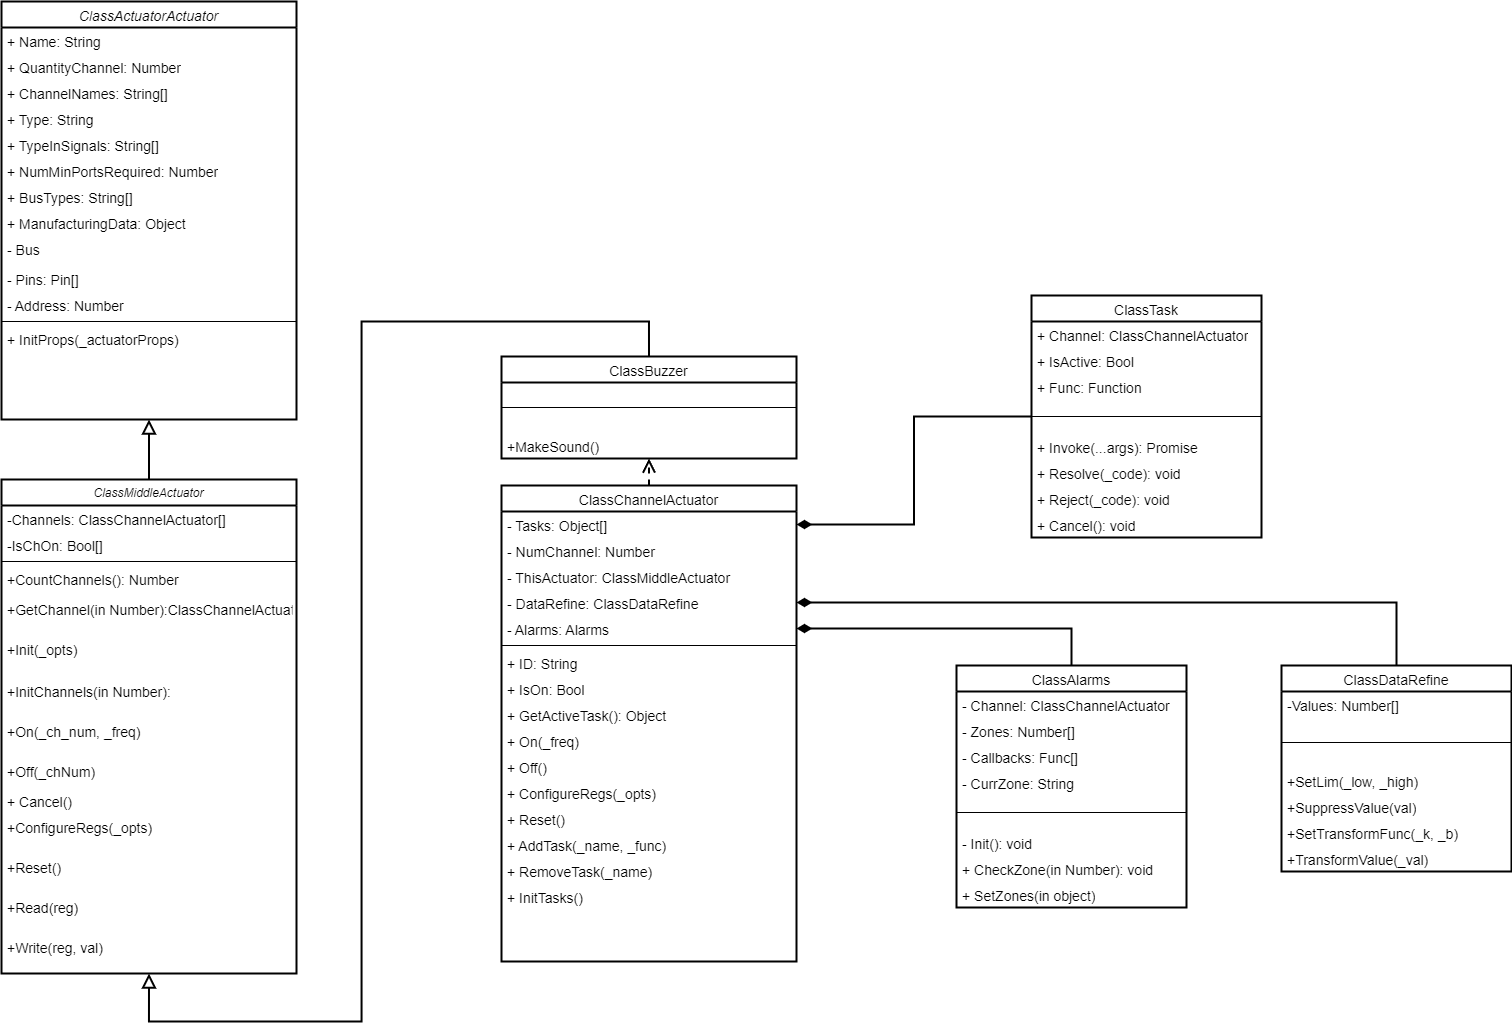 ClassActuatorActuator
+ Name: String
+ QuantityChannel: Number
+ ChannelNames: String[]
+ Type: String
+ TypeInSignals: String[]
+ NumMinPortsRequired: Number
+ BusTypes: String[]
+ ManufacturingData: Object
- Bus
- Pins: Pin[]
- Address: Number
+ InitProps(_actuatorProps)
ClassMiddleActuator
-Channels: ClassChannelActuator[]
-IsChOn: Bool[]
+CountChannels(): Number
+GetChannel(in Number):ClassChannelActuat
+Init(_opts)
+InitChannels(in Number):
+On(_ch_num, _freq)
+Off(_chNum)
+ Cancel()
+ConfigureRegs(_opts)
+Reset()
+Read(reg)
+Write(reg, val)
ClassBuzzer
+MakeSound()
ClassChannelActuator
- Tasks: Object[]
- NumChannel: Number
- ThisActuator: ClassMiddleActuator
- DataRefine: ClassDataRefine
- Alarms: Alarms
+ ID: String
+ IsOn: Bool
+ GetActiveTask(): Object
+ On(_freq)
+ Off()
+ ConfigureRegs(_opts)
+ Reset()
+ AddTask(_name, _func)
+ RemoveTask(_name)
+ InitTasks()
ClassTask
+ Channel: ClassChannelActuator
+ IsActive: Bool
+ Func: Function
+ Invoke(...args): Promise
+ Resolve(_code): void
+ Reject(_code): void
+ Cancel(): void
ClassAlarms
- Channel: ClassChannelActuator
- Zones: Number[]
- Callbacks: Func[]
- CurrZone: String
- Init(): void
+ CheckZone(in Number): void
+ SetZones(in object)
ClassDataRefine
-Values: Number[]
+SetLim(_low, _high)
+SuppressValue(val)
+SetTransformFunc(_k, _b)
+TransformValue(_val)